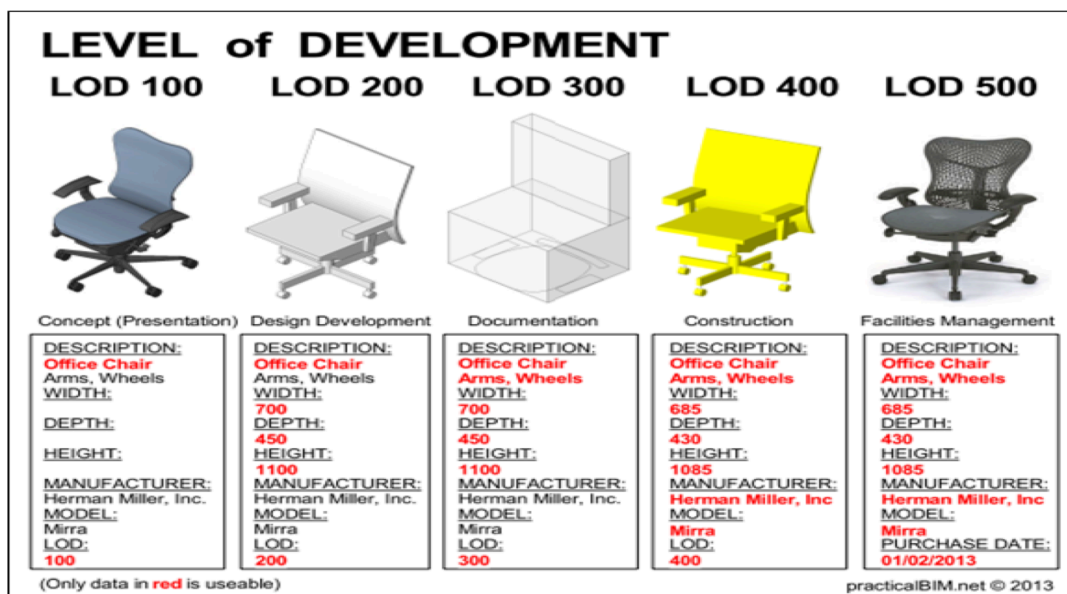 LEVEL of DEVELOPMENT
LOD 100
LOD 200
LOD 300
LOD 400
LOD 500
Concept (Presentation)
Design Development
Documentation
Construction
Facilities Management
DESCRIPTION:
Office Chair
Arms, Wheels
WIDTH:
DEPTH:
HEIGHT:
MANUFACTURER:
Herman Miller, Inc.
MODEL:
Mirra
LOD:
100
DESCRIPTION:
Office Chair
Arms, Wheels
WIDTH:
700
DEPTH:
450
HEIGHT:
1100
MANUFACTURER:
Herman Miller, Inc.
MODEL:
Mirra
LOD:
200
DESCRIPTION:
Office Chair
Arms, Wheels
WIDTH:
700
DEPTH:
450
HEIGHT:
1100
MANUFACTURER:
Herman Miller, Inc.
MODEL:
Mirra
LOD:
300
DESCRIPTION:
Office Chair
Arms, Wheels
WIDTH:
685
DEPTH:
430
HEIGHT:
1085
MANUFACTURER:
Herman Miller, Inc
MODEL:
Mirra
LOD:
400
DESCRIPTION:
Office Chair
Arms, Wheels
WIDTH:
685
DEPTH:
430
HEIGHT:
1085
MANUFACTURER:
Herman Miller, Inc
MODEL:
Mirra
PURCHASE DATE:
01/02/2013
(Only data in red is useable)
practicalBIM.net © 2013